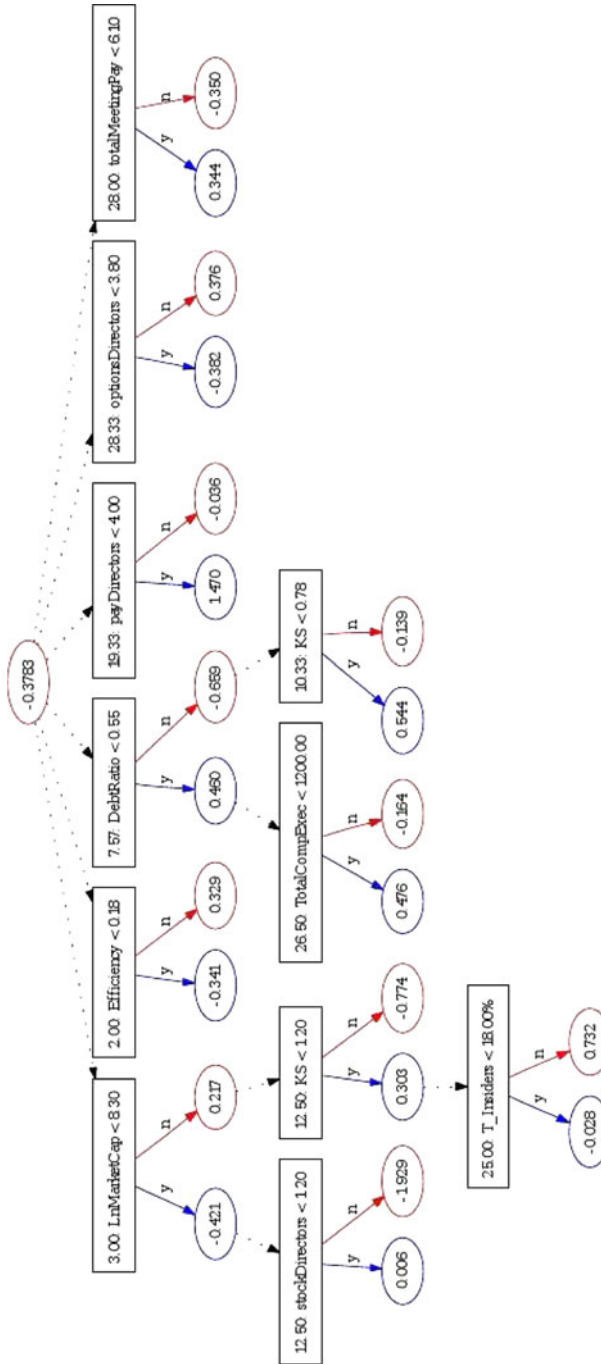 -0.3783
3.00: LnMarketCap < 8.30
2.00: Efficiency < 0.18
7.57: DebtRatio < 0.55
19.33: payDirectors < 4.00
28.33: optionsDirectors < 3.80
28.00: totalMeetingPay < 6.10
y
n
y
n
y
n
y
n
y
n
y
n
-0.421
0.217
-0.341
0.329
0.460
-0.689
1.470
-0.036
-0.382
0.376
0.344
-0.350
12.50: stockDirectors < 1.20
12.50: KS < 1.20
26.50: TotalCompExec < 1200.00
10.33: KS < 0.78
y
n
y
n
y
n
y
n
0.006
-1.929
0.303
-0.774
0.476
-0.164
0.544
-0.139
25.00: T_Insiders < 18.00%
y
n
-0.028
0.732